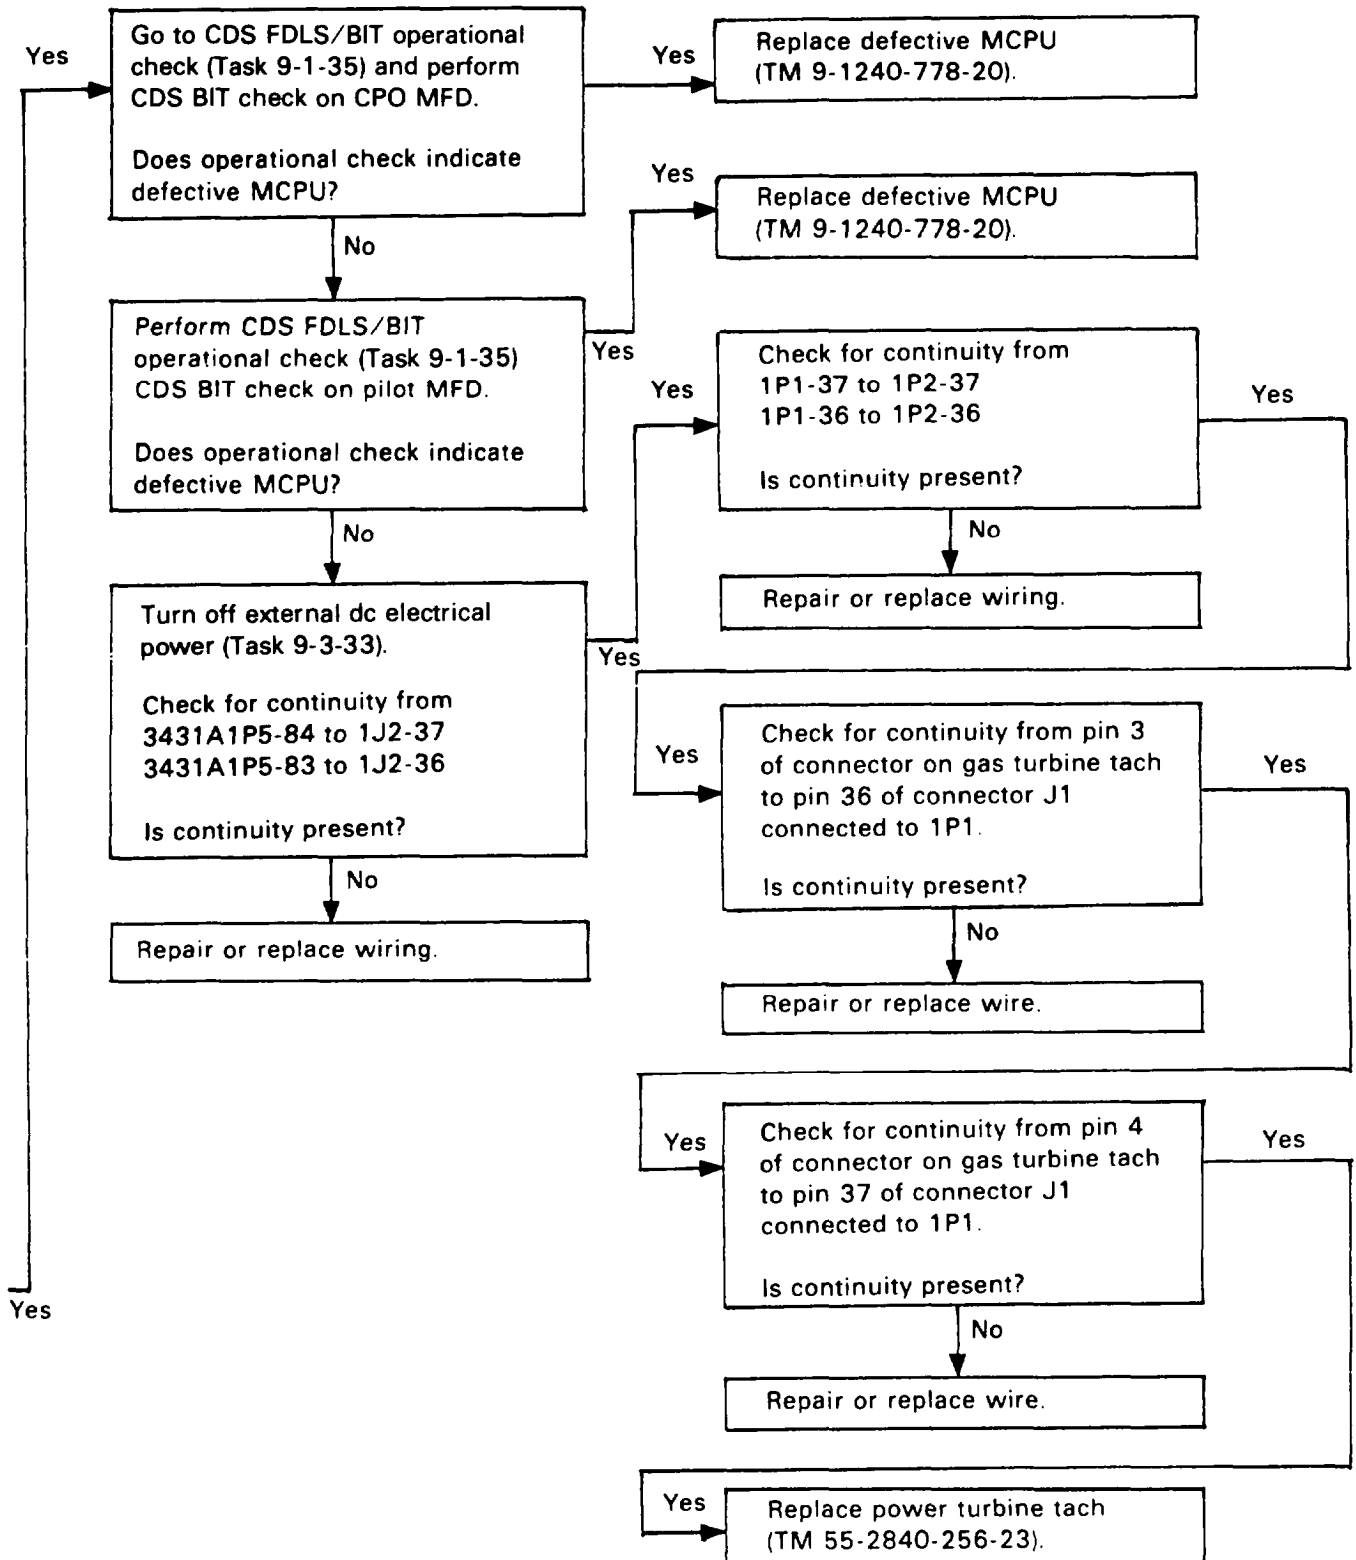 Yes
Go to CDS FDLS/BIT operational
check (Task 9-1-35) and perform
CDS BIT check on CPO MFD.
Does operational check indicate
defective MCPU?
Yes
Replace defective MCPU
(TM 9-1240-778-20).
No
Yes
Replace defective MCPU
(TM 9-1240-778-20).
Perform CDS FDLS/BIT
operational check (Task 9-1-35)
CDS BIT check on pilot MFD.
Does operational check indicate
defective MCPU?
Yes
No
Yes
Check for continuity from
1P1-37 to 1P2-37
1P1-36 to 1P2-36
Is continuity present?
Yes
No
Repair or replace wiring.
Turn off external dc electrical
power (Task 9-3-33).
Check for continuity from
3431A1P5-84 to 1J2-37
3431A1P5-83 to 1J2-36
Is continuity present?
Yes
No
Repair or replace wiring.
Yes
Check for continuity from pin 3
of connector on gas turbine tach
to pin 36 of connector J1
connected to 1P1.
Is continuity present?
Yes
No
Repair or replace wire.
Yes
Check for continuity from pin 4
of connector on gas turbine tach
to pin 37 of connector J1
connected to 1P1.
Is continuity present?
Yes
No
Repair or replace wire.
Yes
Yes
Replace power turbine tach
(TM 55-2840-256-23).